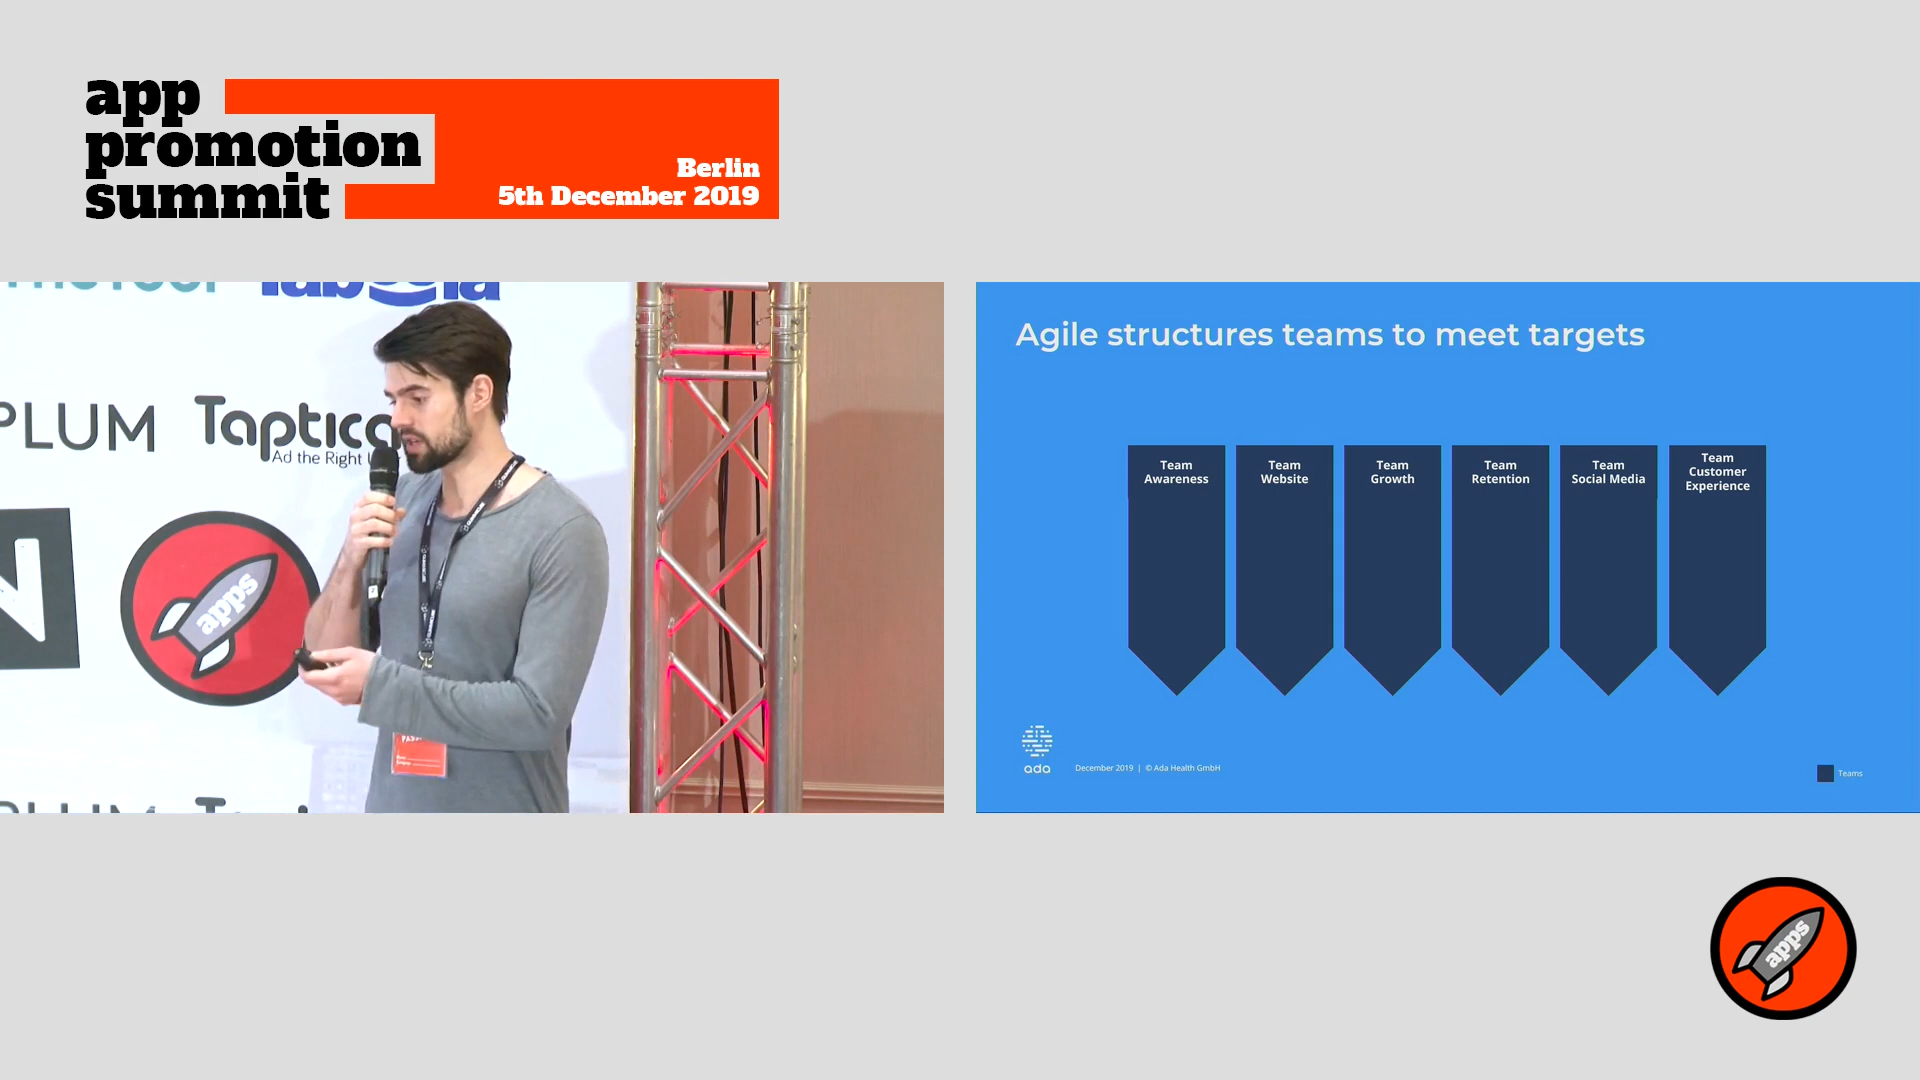 app
promotion
summit
Berlin
5th December 2019
PLUM
Taptica
Ad the Right
apps
Agile structures teams to meet targets
Team
Awareness
Team
Website
Team
Growth
Team
Retention
Team
Social Media
Team
Customer
Experience
ada
December 2019 | © Ada Health GmbH
Teams
apps